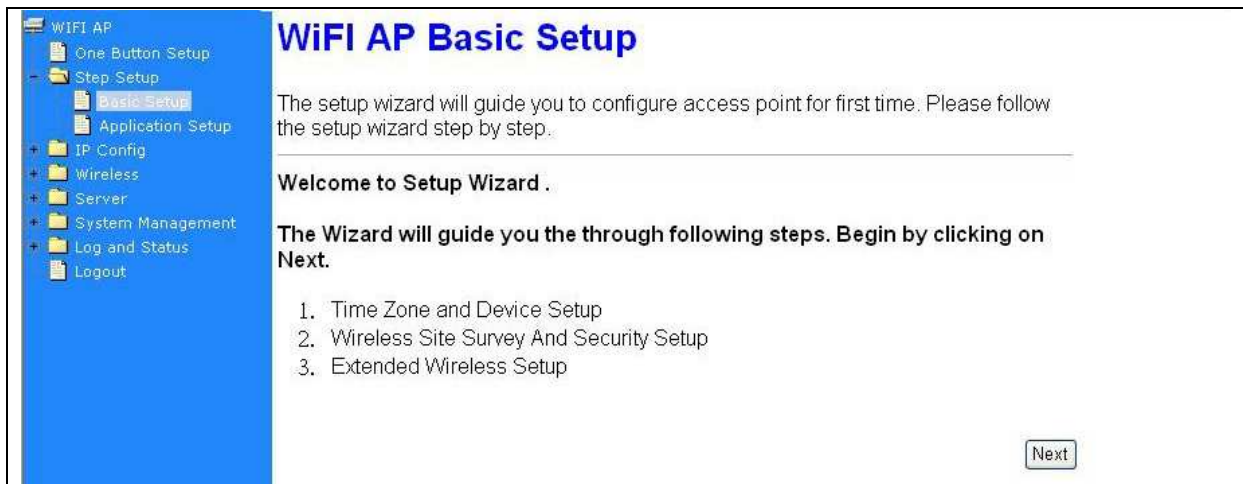 WIFI AP
One Button Setup
Step Setup
Basic Setup
Application Setup
IP Config
Wireless
Server
System Management
Log and Status
Logout
WiFI AP Basic Setup
The setup wizard will guide you to configure access point for first time. Please follow
the setup wizard step by step.
Welcome to Setup Wizard .
The Wizard will guide you the through following steps. Begin by clicking on
Next.
1. Time Zone and Device Setup
2. Wireless Site Survey And Security Setup
3. Extended Wireless Setup
Next